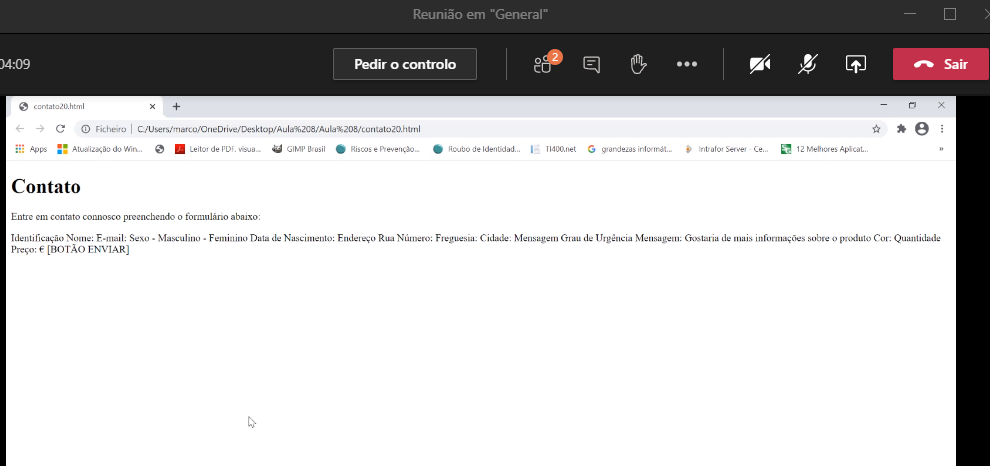 Reunião em "General"
04:09
2
Pedir o controlo
Sair
contato20.html
Ficheiro | C:/Users/marco/OneDrive/Desktop/Aula%208/Aula%208/contato20.html
Apps Atualização do Win... Leitor de PDF. visua... GIMP Brasil Riscos e Prevenção... Roubo de Identidad... TI400.net grandezas informát... Intrafor Server - Ce... 12 Melhores Aplicat... »
Contato
Entre em contato connosco preenchendo o formulário abaixo:
Identificação Nome: E-mail: Sexo - Masculino - Feminino Data de Nascimento: Endereço Rua Número: Freguesia: Cidade: Mensagem Grau de Urgência Mensagem: Gostaria de mais informações sobre o produto Cor: Quantidade
Preço: € [BOTÃO ENVIAR]